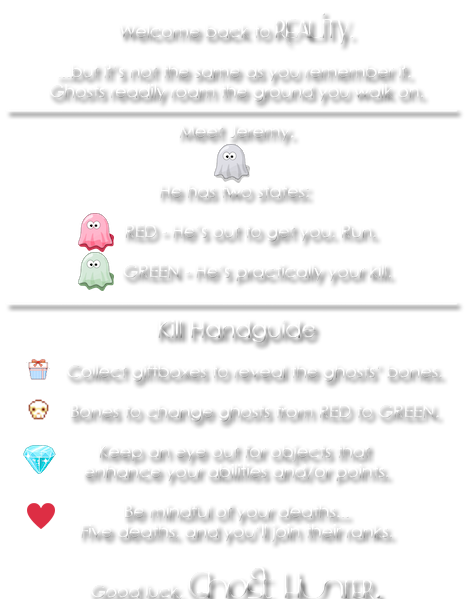 Welcome back to REALITY.
...but it's not the same as you remember it.
Ghosts readily roam the ground you walk on.
Meet Jeremy.
He has two states:
RED - He's out to get you. Run.
GREEN - He's practically your kill.
Kill Handguide
Collect giftboxes to reveal the ghosts' bones.
Bones to change ghosts from RED to GREEN.
Keep an eye out for objects that
enhance your abilities and/or points.
Be mindful of your deaths...
Five deaths, and you'll join their ranks.
Good luck, GHOST HUNTER.